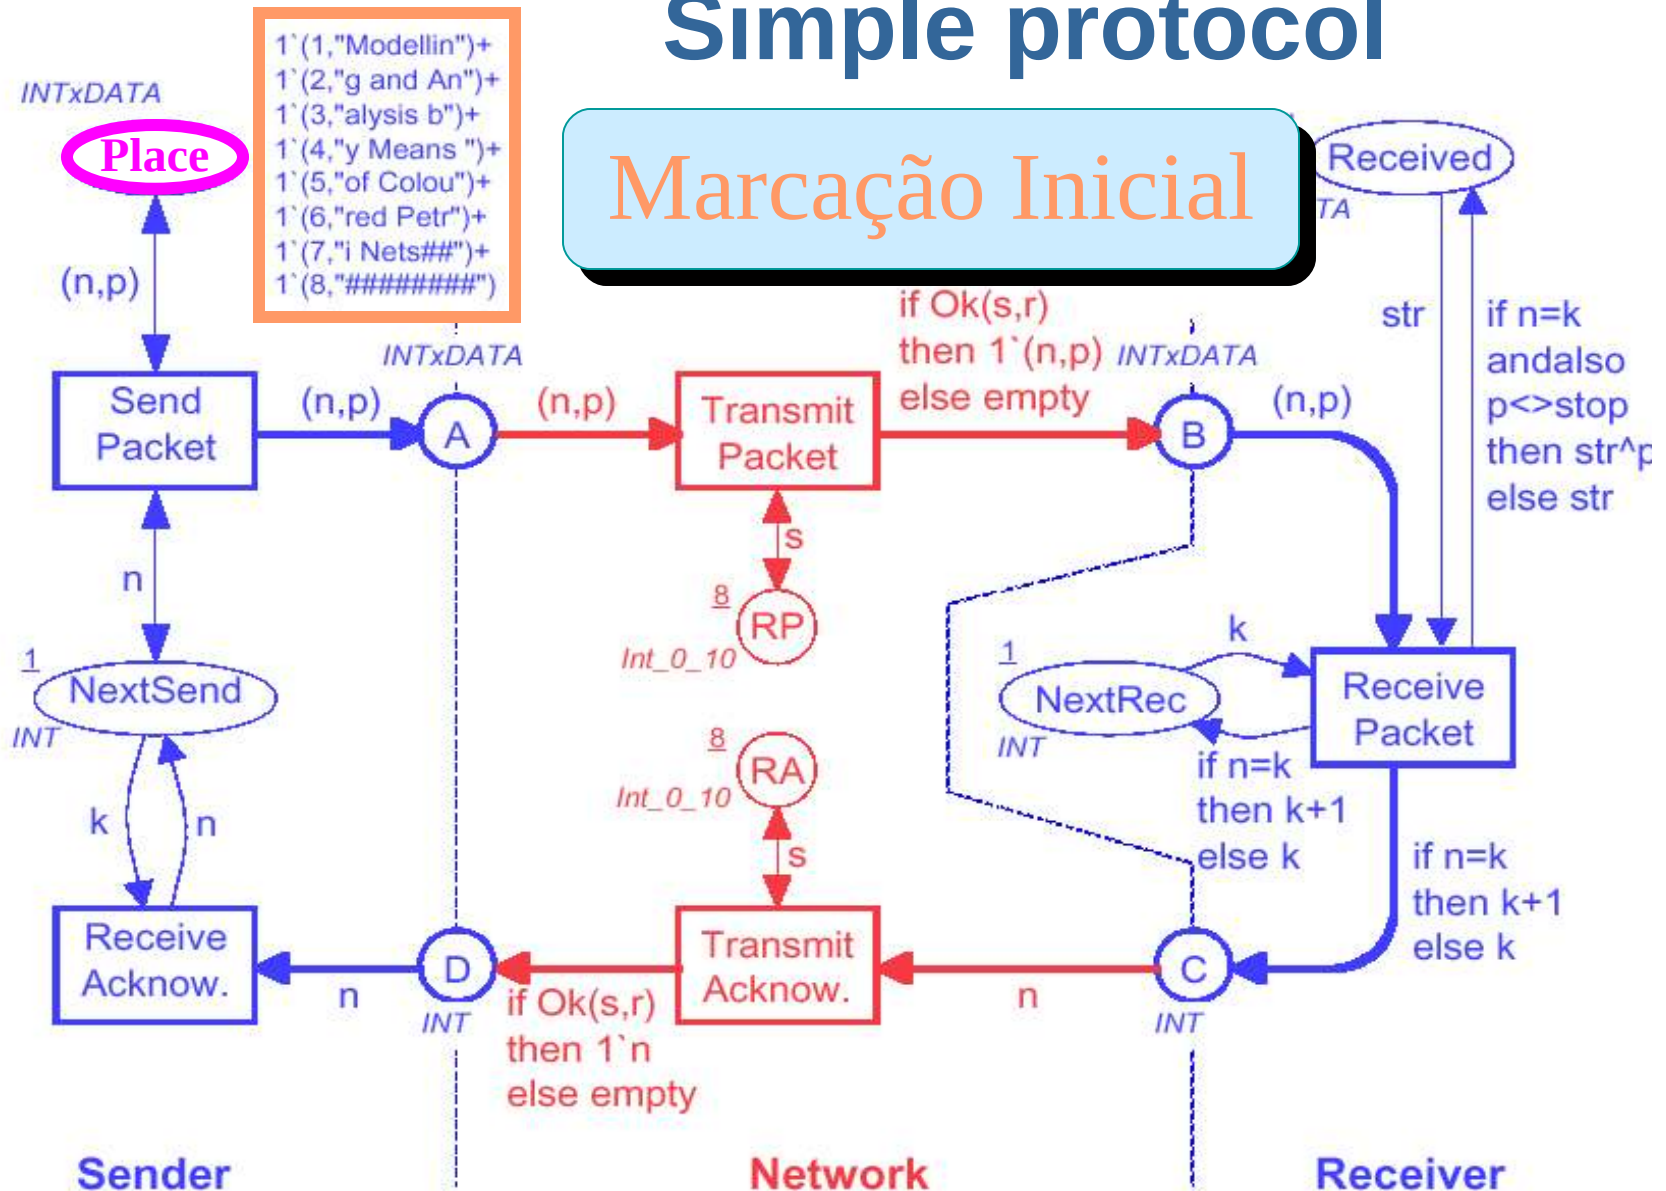 Simple protocol
INTxDATA
Place
1`(1,"Modellin")+
1`(2,"g and An")+
1`(3,"alysis b")+
1`(4,"y Means ")+
1`(5,"of Colou")+
1`(6,"red Petr")+
1`(7,"i Nets##")+
1`(8,"########")
Marcação Inicial
Received
TA
(n,p)
str
if n=k
andalso
p<>stop
then str^p
else str
INTxDATA
if Ok(s,r)
then 1`(n,p)
else empty
INTxDATA
Send
Packet
(n,p)
A
(n,p)
Transmit
Packet
B
(n,p)
n
s
8
RP
Int_0_10
1
NextSend
INT
k
1
NextRec
INT
Receive
Packet
8
RA
Int_0_10
if n=k
then k+1
else k
k
n
s
if n=k
then k+1
else k
Receive
Acknow.
n
D
INT
if Ok(s,r)
then 1`n
else empty
Transmit
Acknow.
n
C
INT
Sender
Network
Receiver